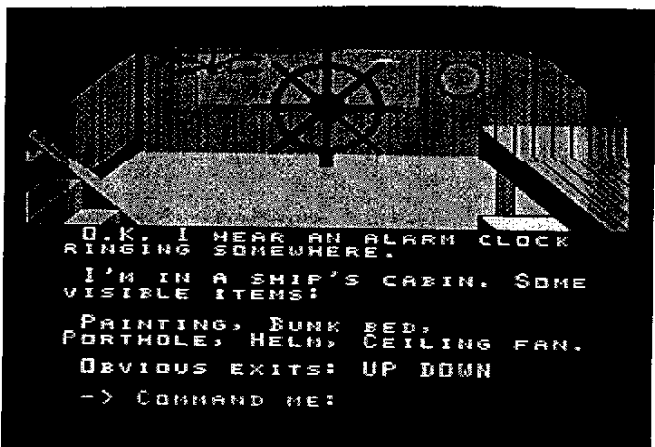 O.K. I HEAR AN ALARM CLOCK
RINGING SOMEWHERE.
I'M IN A SHIP'S CABIN. SOME
VISIBLE ITEMS:
PAINTING, BUNK BED,
PORTHOLE, HELM, CEILING FAN.
OBVIOUS EXITS: UP DOWN
-> COMMAND ME: